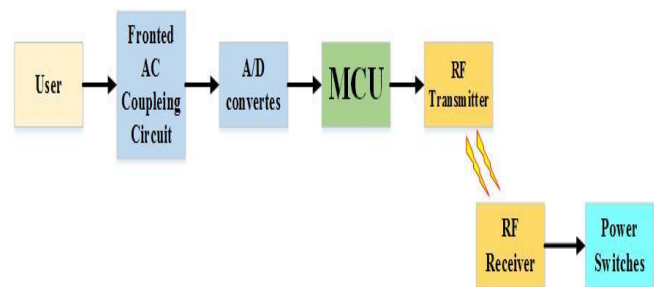 User
Fronted
AC
Coupleing
Circuit
A/D
convertes
MCU
RF
Transmitter
RF
Receiver
Power
Switches